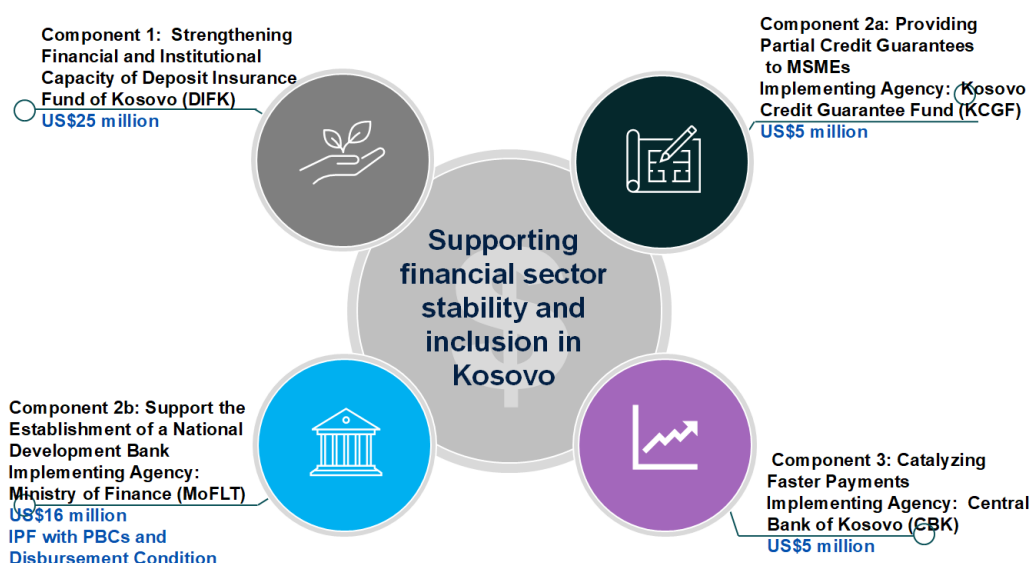 Component 1: Strengthening
Financial and Institutional
Capacity of Deposit Insurance
Fund of Kosovo (DIFK)
US$25 million
Component 2a: Providing
Partial Credit Guarantees
to MSMEs
Implementing Agency: Kosovo
Credit Guarantee Fund (KCGF)
US$5 million
$
Supporting
financial sector
stability and
inclusion in
Kosovo
Component 2b: Support the
Establishment of a National
Development Bank
Implementing Agency:
Ministry of Finance (MoFLT)
US$16 million
IPF with PBCs and
Disbursement Condition
Component 3: Catalyzing
Faster Payments
Implementing Agency: Central
Bank of Kosovo (CBK)
US$5 million